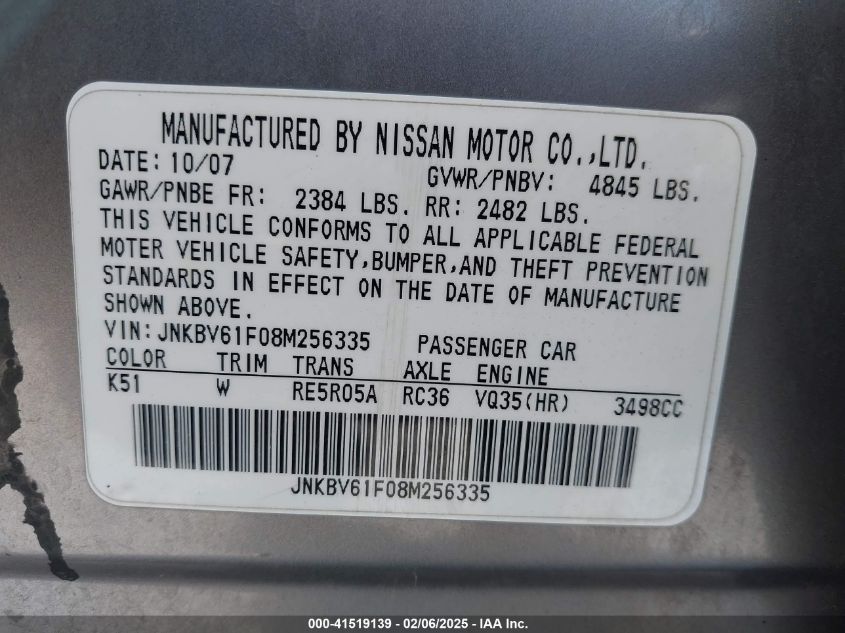 MANUFACTURED BY NISSAN MOTOR CO.,LTD.
DATE: 10/07 GVWR/PNBV: 4845 LBS.
GAWR/PNBE FR: 2384 LBS. RR: 2482 LBS.
THIS VEHICLE CONFORMS TO ALL APPLICABLE FEDERAL
MOTER VEHICLE SAFETY,BUMPER,AND THEFT PREVENTION
STANDARDS IN EFFECT ON THE DATE OF MANUFACTURE
SHOWN ABOVE.
VIN:JNKBV61F08M256335 PASSENGER CAR
COLOR TRIM TRANS AXLE ENGINE
K51 W RE5R05A RC36 VQ35(HR) 3498CC
JNKBV61F08M256335
000-41519139 - 02/06/2025 - IAA Inc.